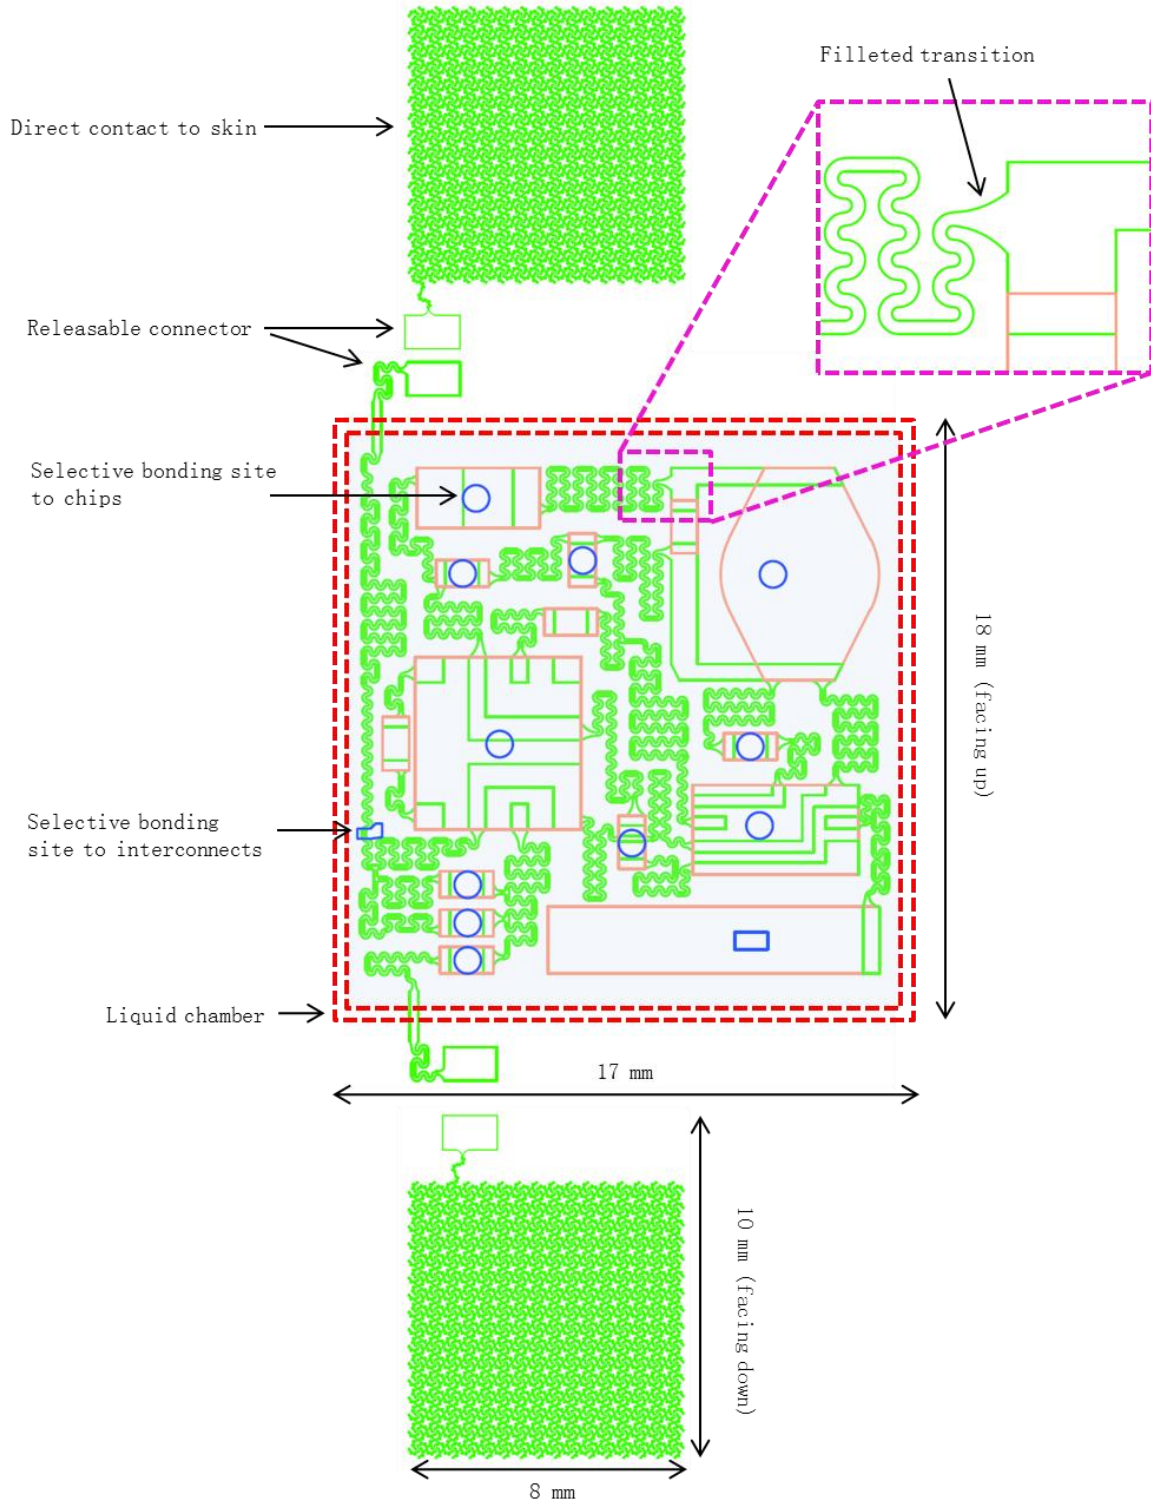 Filleted transition
Direct contact to skin
Releasable connector
Selective bonding site
to chips
18 mm (facing up)
Selective bonding
site to interconnects
Liquid chamber
17 mm
10 mm (facing down)
8 mm